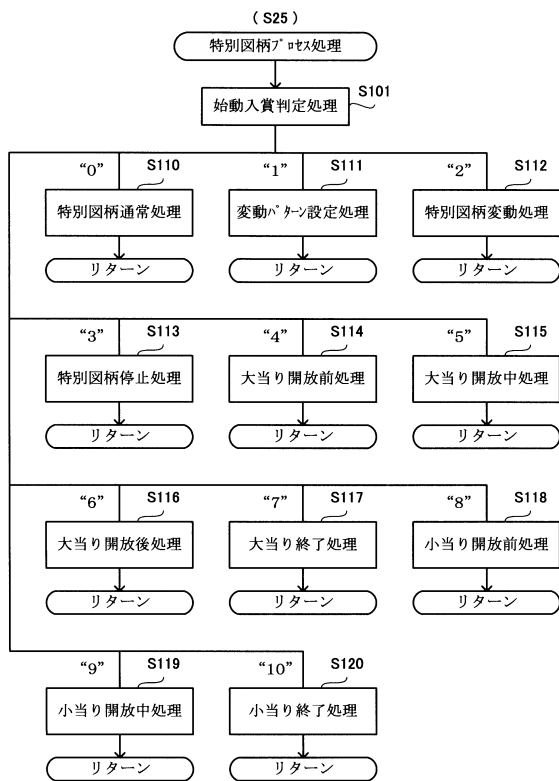 (S25)
特別図柄ﾌﾟﾛｾｽ処理
S101
始動入賞判定処理
“0” S110 “1” S111 “2” S112
特別図柄通常処理 変動ﾊﾟﾀｰﾝ設定処理 特別図柄変動処理
リターン リターン リターン
“3” S113 “4” S114 “5” S115
特別図柄停止処理 大当り開放前処理 大当り開放中処理
リターン リターン リターン
“6” S116 “7” S117 “8” S118
大当り開放後処理 大当り終了処理 小当り開放前処理
リターン リターン リターン
“9” S119 “10” S120
小当り開放中処理 小当り終了処理
リターン リターン